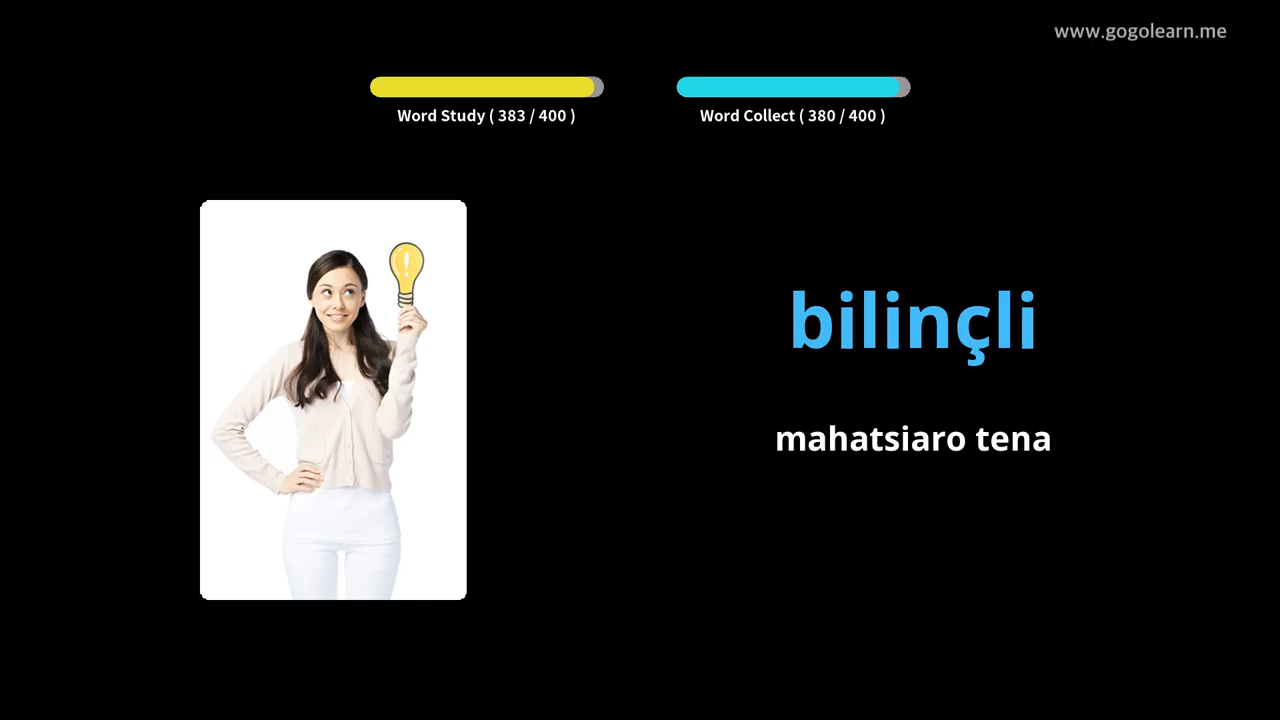 www.gogolearn.me
Word Study ( 383 / 400 )
Word Collect ( 380 / 400 )
bilinçli
mahatsiaro tena